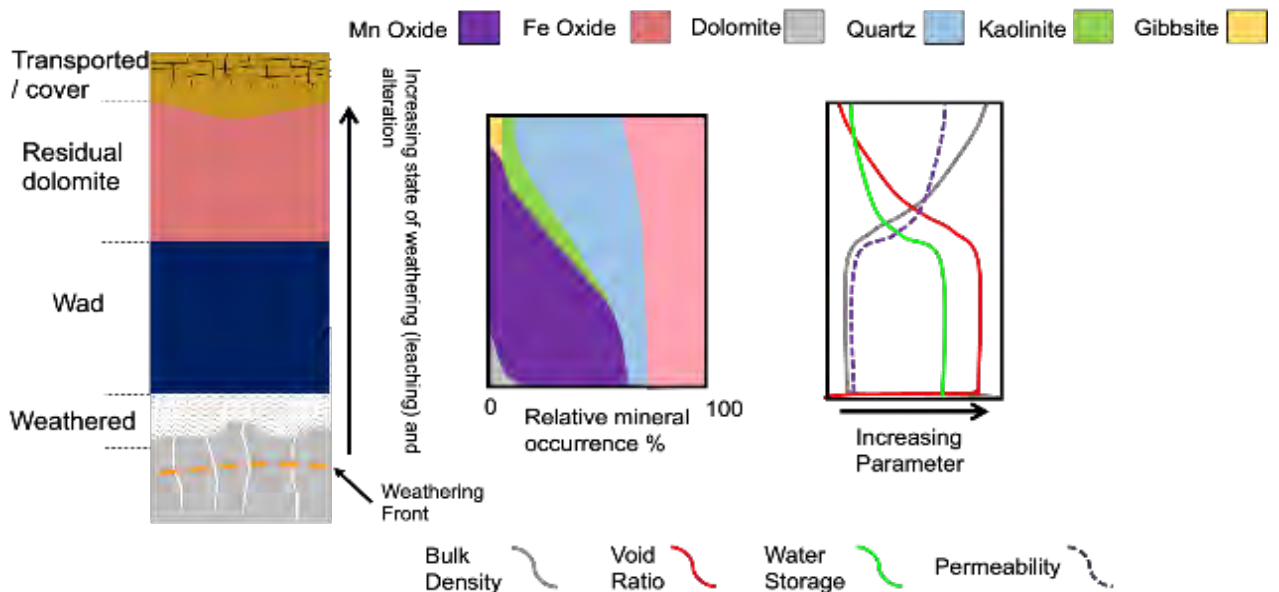 Mn Oxide Fe Oxide Dolomite Quartz Kaolinite Gibbsite
Transported
/ cover
Residual
dolomite
Wad
Weathered
Weathering
Front
Increasing state of weathering (leaching) and
alteration
0 100
Relative mineral
occurrence %
Increasing
Parameter
Bulk
Density
Void
Ratio
Water
Storage
Permeability